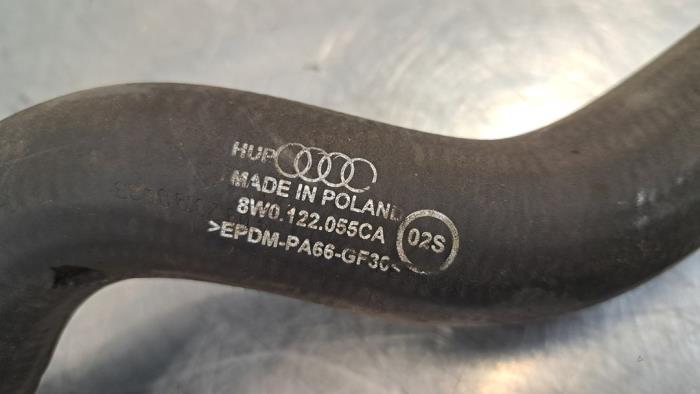 HUP
MADE IN POLAND
8W0.122.055CA
02S
>EPDM-PA66-GF30<